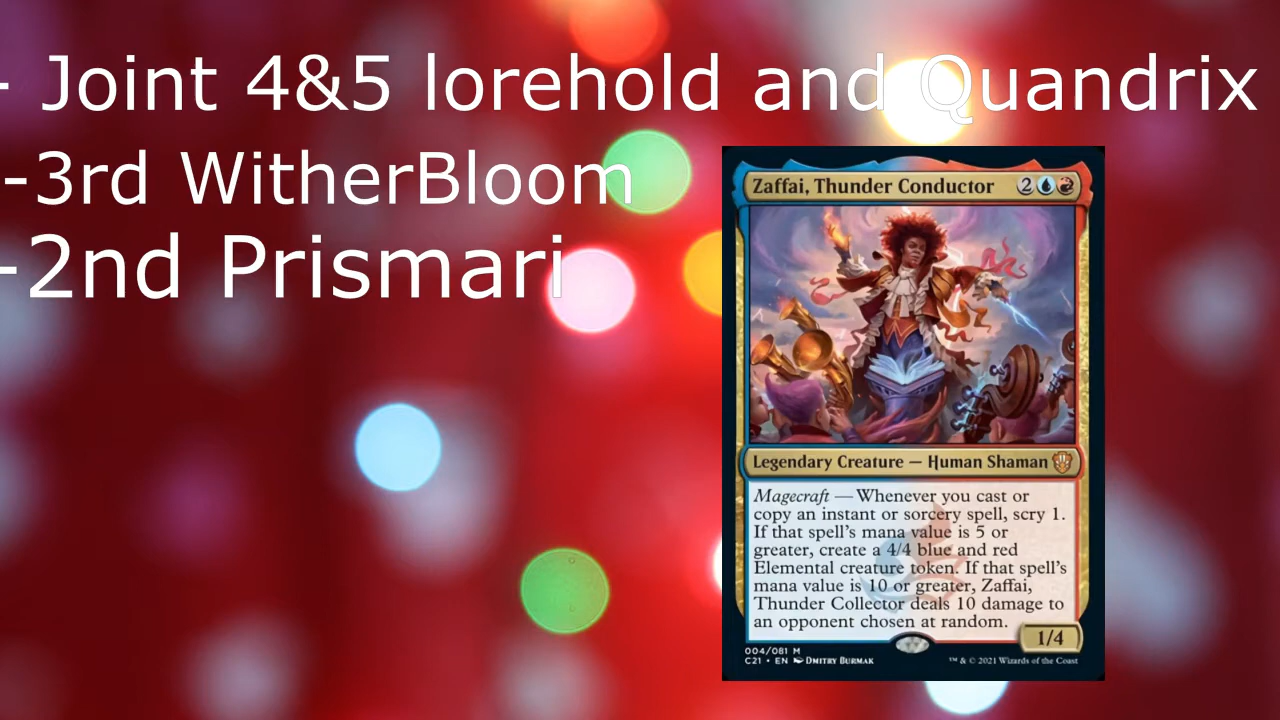 - Joint 4&5 lorehold and Quandrix
-3rd WitherBloom
-2nd Prismari
Zaffai, Thunder Conductor 2
Legendary Creature — Human Shaman
Magecraft — Whenever you cast or
copy an instant or sorcery spell, scry 1.
If that spell's mana value is 5 or
greater, create a 4/4 blue and red
Elemental creature token. If that spell's
mana value is 10 or greater, Zaffai,
Thunder Collector deals 10 damage to
an opponent chosen at random.
1/4
004/081 M
C21 • EN DMITRY BURMAK
™ & © 2021 Wizards of the Coast